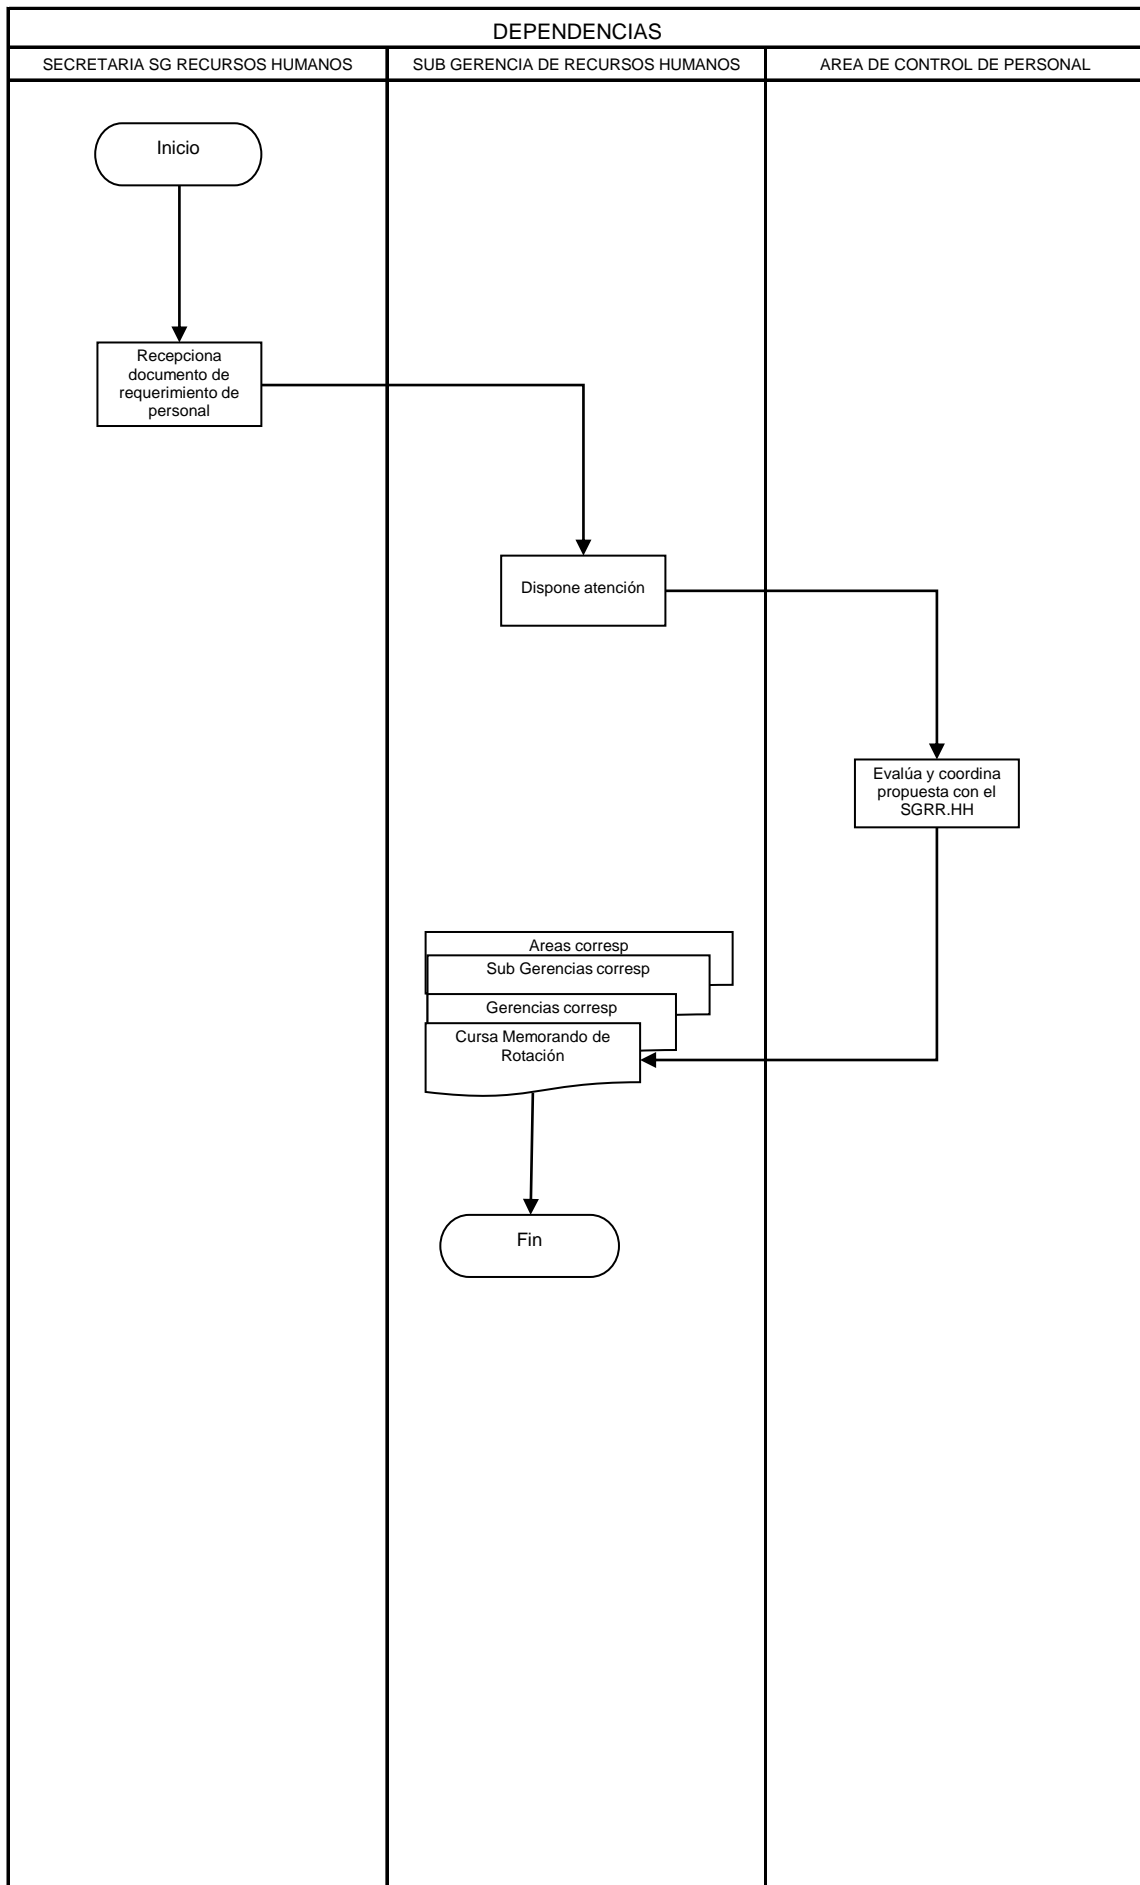 DEPENDENCIAS
SECRETARIA SG RECURSOS HUMANOS
SUB GERENCIA DE RECURSOS HUMANOS
AREA DE CONTROL DE PERSONAL
Inicio
Recepciona
documento de
requerimiento de
personal
Dispone atención
Evalúa y coordina
propuesta con el
SGRR.HH
Areas corresp
Sub Gerencias corresp
Gerencias corresp
Cursa Memorando de
Rotación
Fin